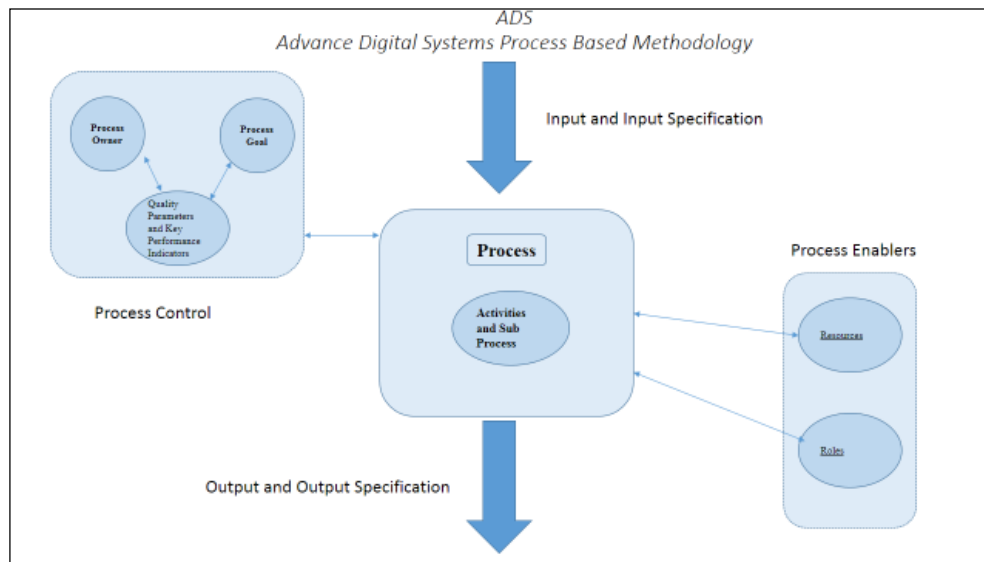 ADS
Advance Digital Systems Process Based Methodology
Input and Input Specification
Process
Owner
Process
Goal
Quality
Parameters
and Key
Performance
Indicators
Process Control
Process
Activities
and Sub
Process
Process Enablers
Resources
Roles
Output and Output Specification